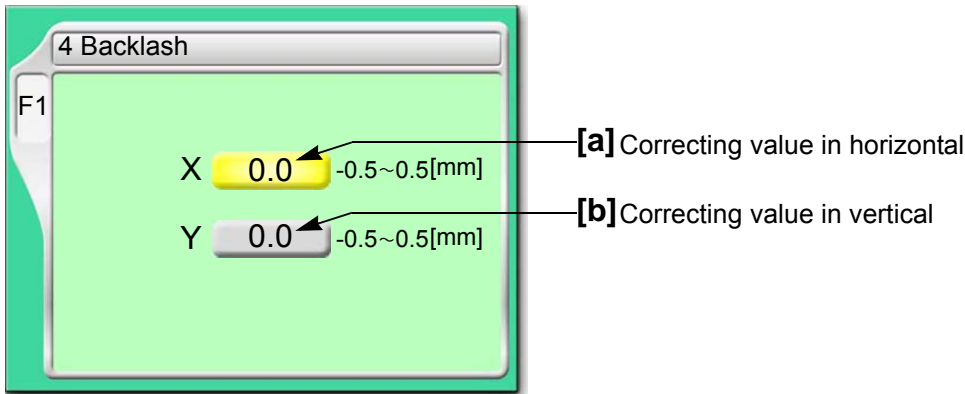 4 Backlash
F1
X 0.0 -0.5~0.5[mm]
[a] Correcting value in horizontal
Y 0.0 -0.5~0.5[mm]
[b] Correcting value in vertical